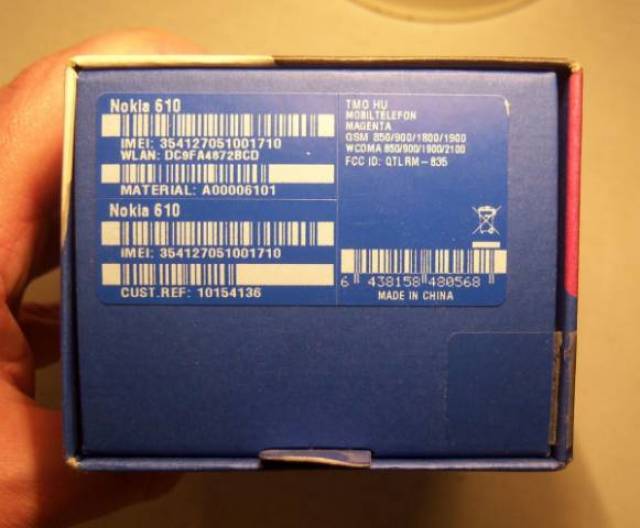 Nokia 610
IMEI: 354127051001710
WLAN: DC9FA4872BCD
MATERIAL: A00006101
Nokia 610
IMEI: 354127051001710
CUST.REF: 10154136
TMO HU
MOBILTELEFON
MAGENTA
GSM 850/900/1800/1900
WCDMA 850/900/1900/2100
FCC ID: QTLRM-835
6 438158 480568
MADE IN CHINA